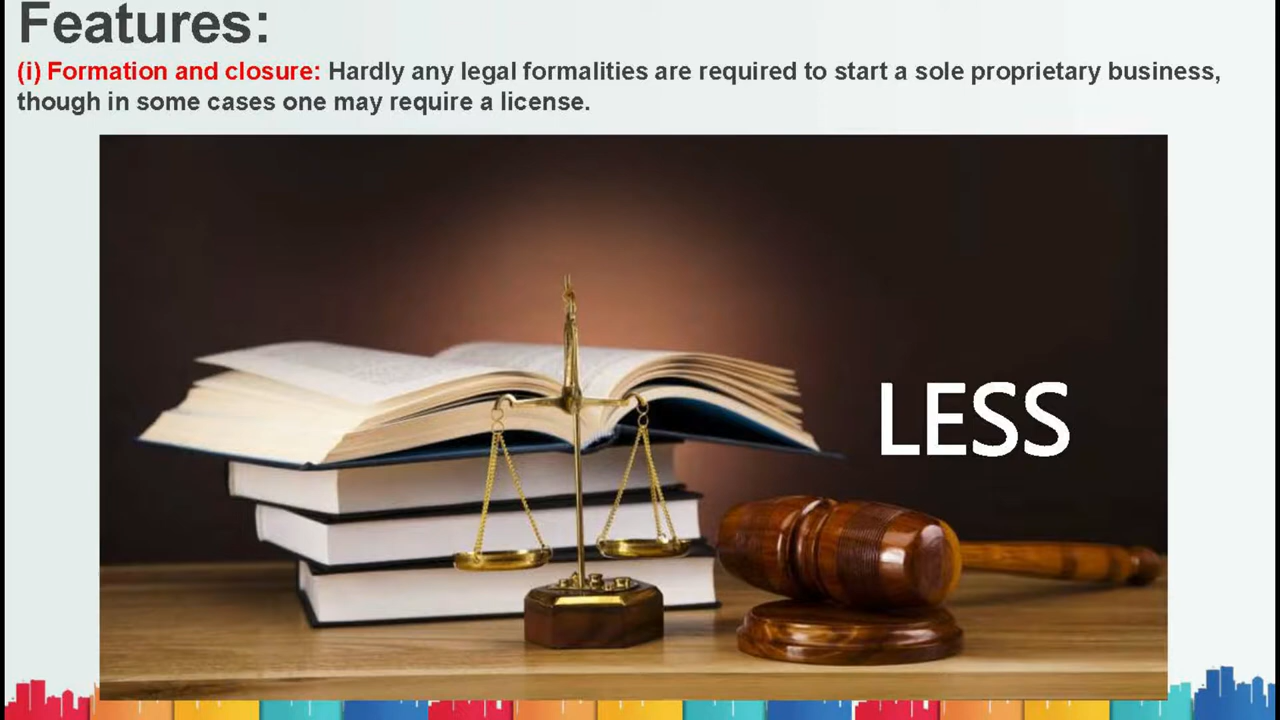 Features:
(i) Formation and closure: Hardly any legal formalities are required to start a sole proprietary business,
though in some cases one may require a license.
LESS